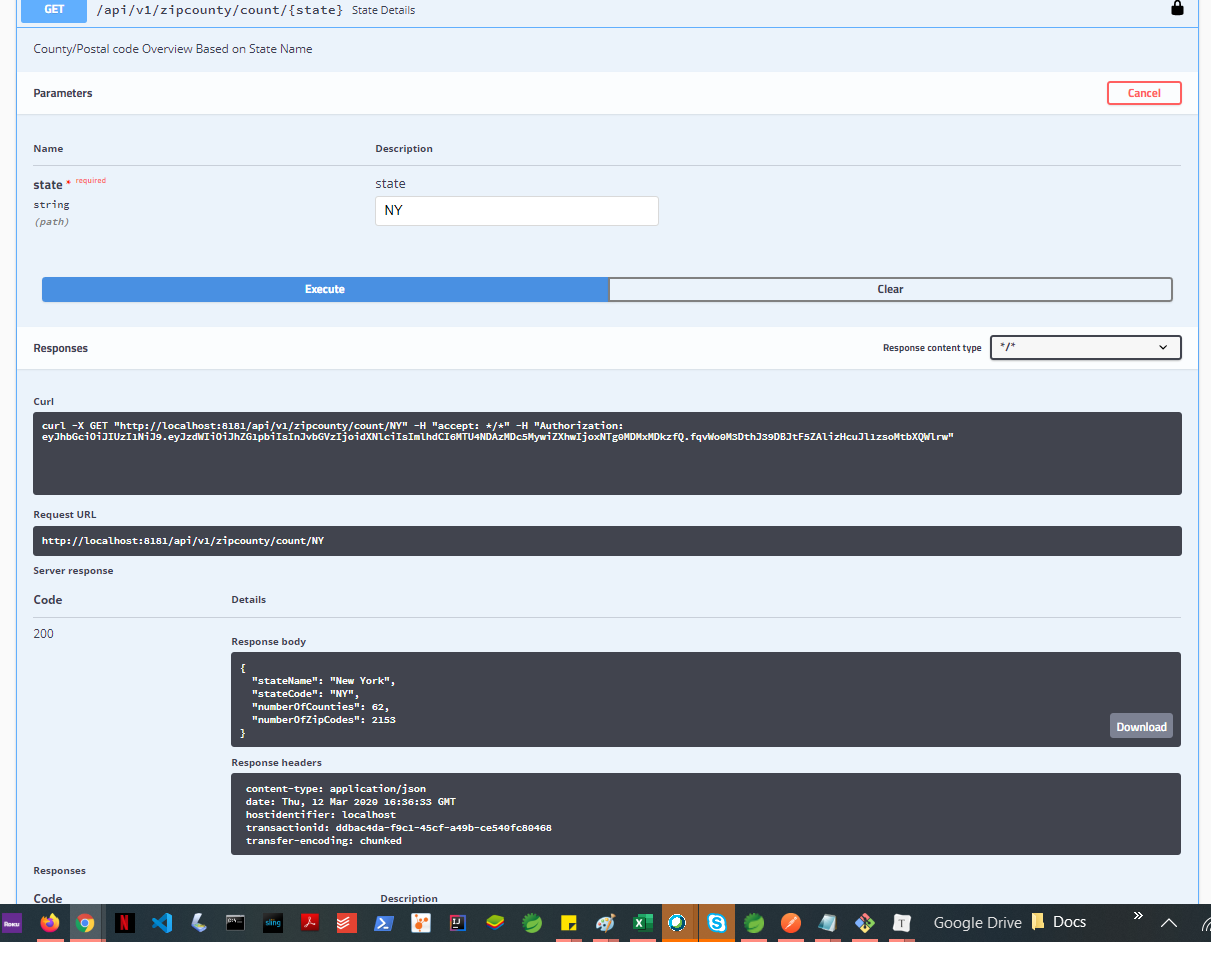 GET /api/v1/zipcounty/count/{state} State Details
County/Postal code Overview Based on State Name
Parameters Cancel
Name Description
state * required state
string NY
(path)
Execute Clear
Responses Response content type */*
Curl
curl -X GET "http://localhost:8181/api/v1/zipcounty/count/NY" -H "accept: */*" -H "Authorization:
eyJhbGciOiJIUzI1NiJ9.eyJzdWIiOiJhZG1pbiIsInJvbGVzIjoidXNlciIsImlhdCI6MTU4NDAzMDc5MywiZXhwIjoxNTg0MDMxMDkzfQ.fqvWo0M3DthJ39DBJtF5ZAlizHcuJl1zsoMtbXQWlrw"
Request URL
http://localhost:8181/api/v1/zipcounty/count/NY
Server response
Code Details
200
Response body
{
"stateName": "New York",
"stateCode": "NY",
"numberOfCounties": 62,
"numberOfZipCodes": 2153
}
Download
Response headers
content-type: application/json
date: Thu, 12 Mar 2020 16:36:33 GMT
hostidentifier: localhost
transactionid: ddbac4da-f9c1-45cf-a49b-ce540fc80468
transfer-encoding: chunked
Responses
Code Description
Roku N sling IJ T Google Drive Docs »